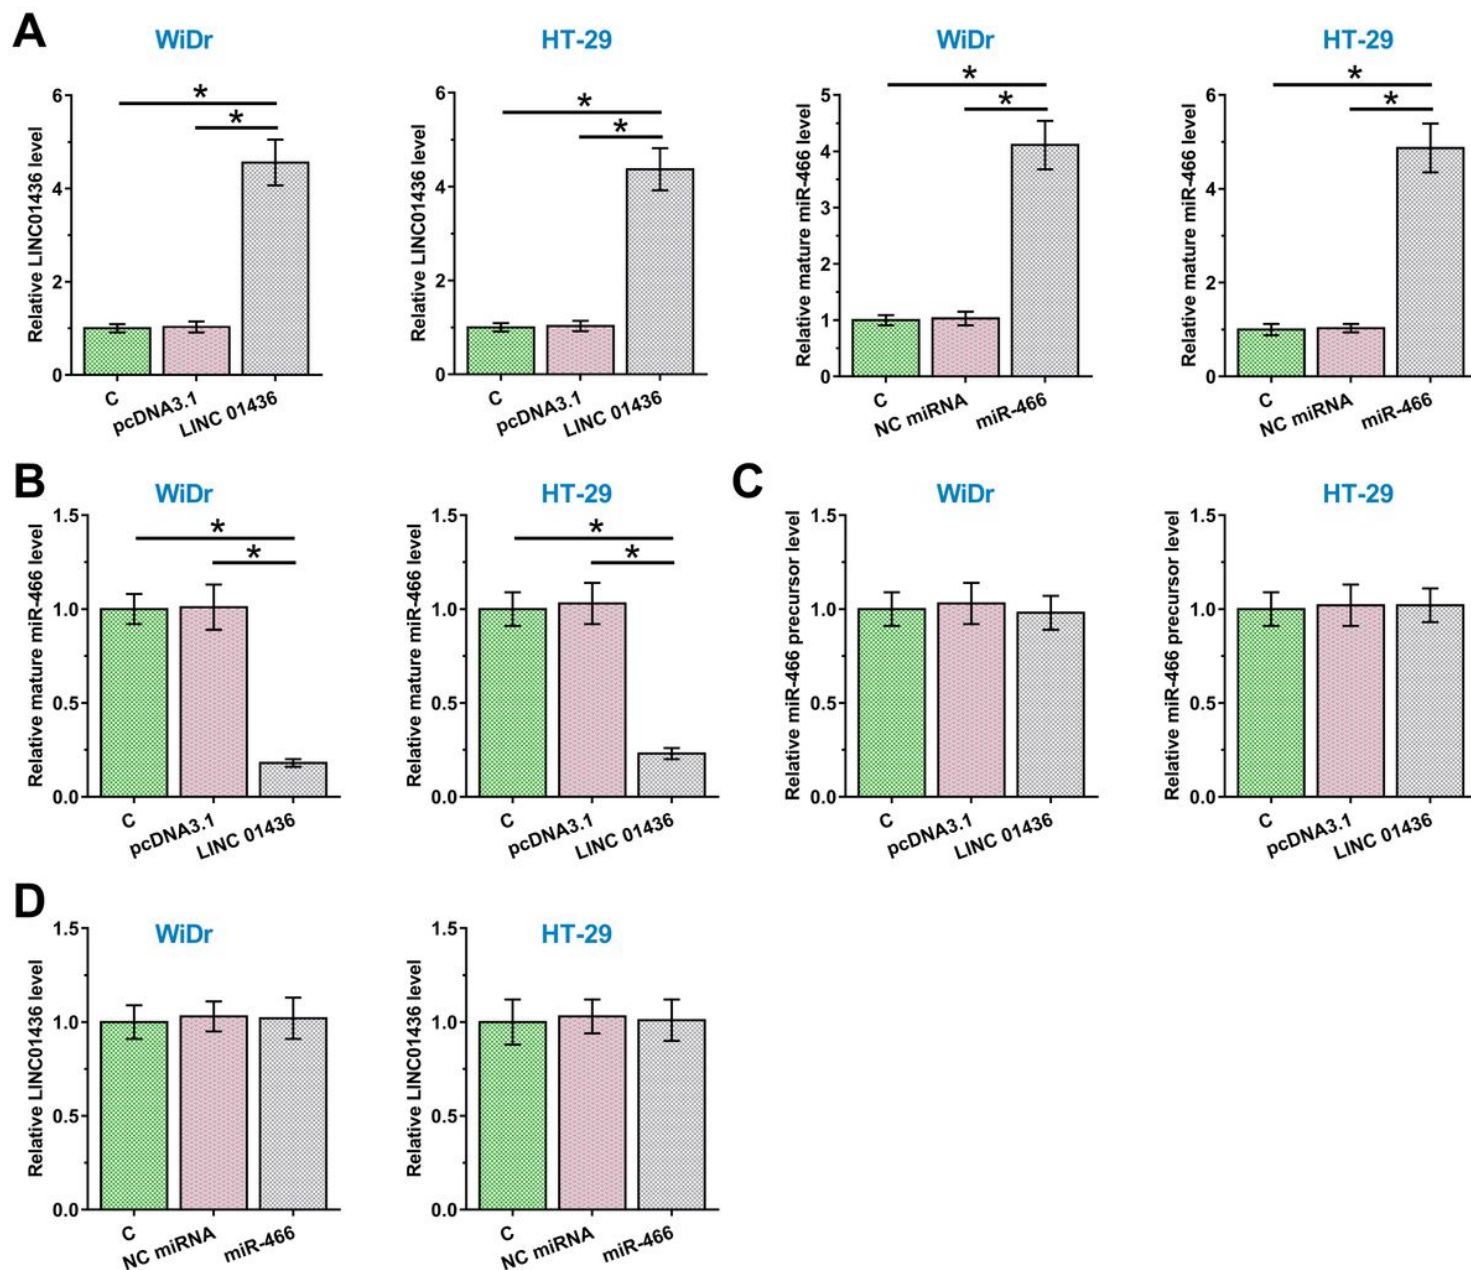 A
WiDr
*
*
Relative LINC01436 level
6
4
2
0
C
pcDNA3.1
LINC 01436
HT-29
*
*
Relative LINC01436 level
6
4
2
0
C
pcDNA3.1
LINC 01436
WiDr
*
*
Relative mature miR-466 level
5
4
3
2
1
0
C
NC miRNA
miR-466
HT-29
*
*
Relative mature miR-466 level
6
4
2
0
C
NC miRNA
miR-466
B
WiDr
*
*
Relative mature miR-466 level
1.5
1.0
0.5
0.0
C
pcDNA3.1
LINC 01436
HT-29
*
*
Relative mature miR-466 level
1.5
1.0
0.5
0.0
C
pcDNA3.1
LINC 01436
C
WiDr
Relative miR-466 precursor level
1.5
1.0
0.5
0.0
C
pcDNA3.1
LINC 01436
HT-29
Relative miR-466 precursor level
1.5
1.0
0.5
0.0
C
pcDNA3.1
LINC 01436
D
WiDr
Relative LINC01436 level
1.5
1.0
0.5
0.0
C
NC miRNA
miR-466
HT-29
Relative LINC01436 level
1.5
1.0
0.5
0.0
C
NC miRNA
miR-466